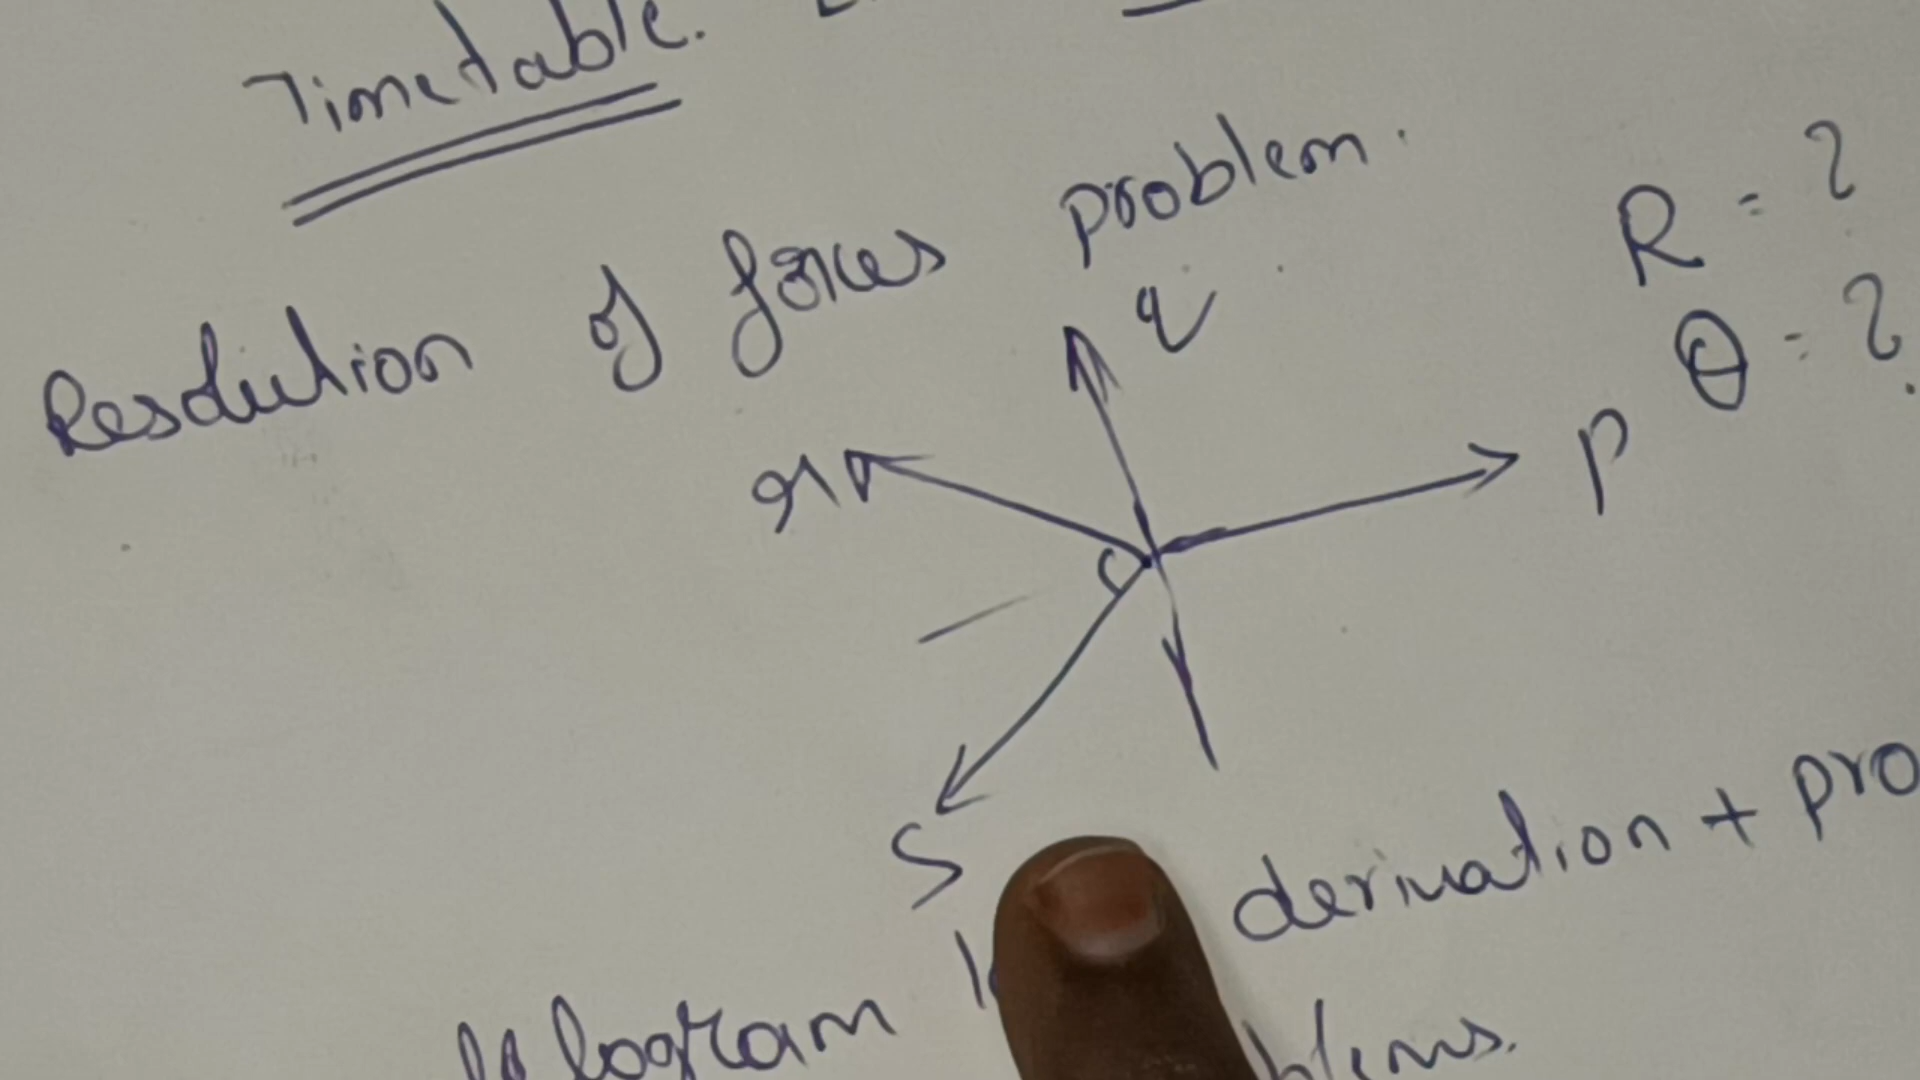 Timetable.
Resolution of forces problem.
R = ?
θ = ?
q
P
r
S
derivation + pro